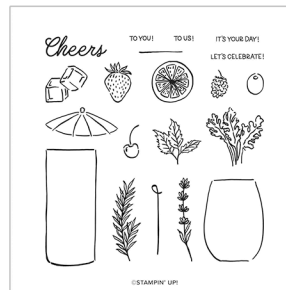 Cheers
TO YOU! TO US! IT'S YOUR DAY!
LET'S CELEBRATE!
©STAMPIN' UP!